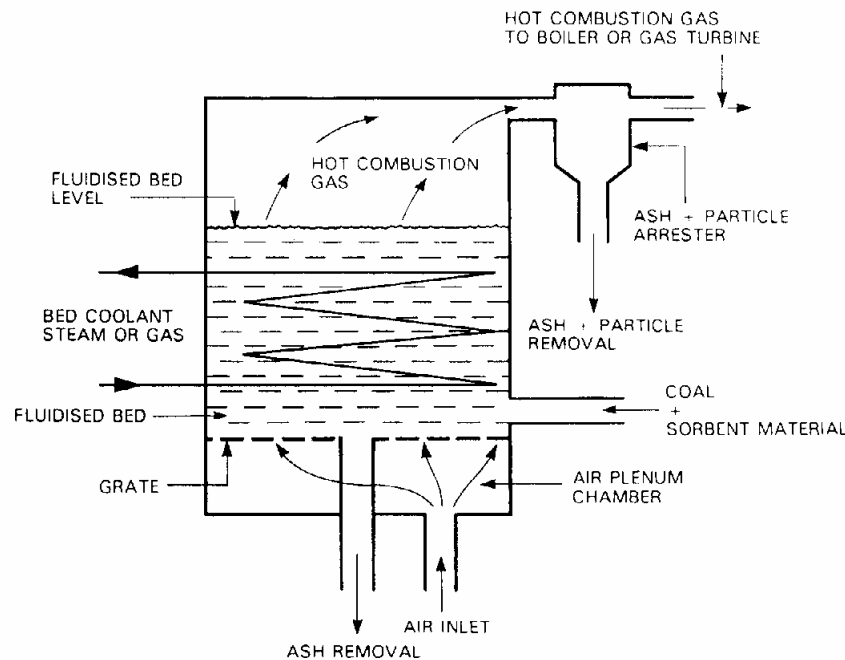 HOT COMBUSTION GAS
TO BOILER OR GAS TURBINE
HOT COMBUSTION
GAS
FLUIDISED BED
LEVEL
ASH + PARTICLE
ARRESTER
BED COOLANT
STEAM OR GAS
ASH + PARTICLE
REMOVAL
COAL
+
SORBENT MATERIAL
FLUIDISED BED
GRATE
AIR PLENUM
CHAMBER
AIR INLET
ASH REMOVAL